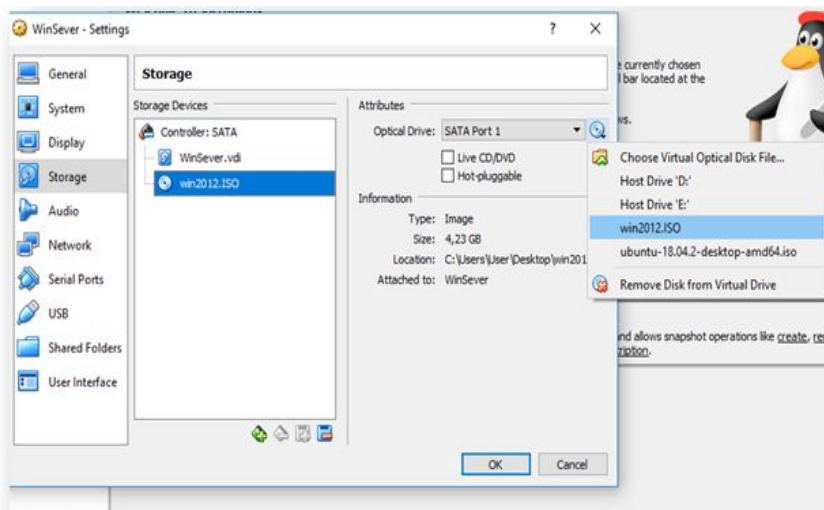 WinSever - Settings
?
General
System
Display
Storage
Audio
Network
Serial Ports
USB
Shared Folders
User Interface
Storage
Storage Devices
Controller: SATA
WinSever.vdi
win2012.ISO
Attributes
Optical Drive: SATA Port 1
Live CD/DVD
Hot-pluggable
Information
Type: Image
Size: 4,23 GB
Location: C:\Users\User\Desktop\win201
Attached to: WinSever
OK Cancel
currently chosen
bar located at the
ws.
Choose Virtual Optical Disk File...
Host Drive 'D:'
Host Drive 'E:'
win2012.ISO
ubuntu-18.04.2-desktop-amd64.iso
Remove Disk from Virtual Drive
and allows snapshot operations like create, re
ription.